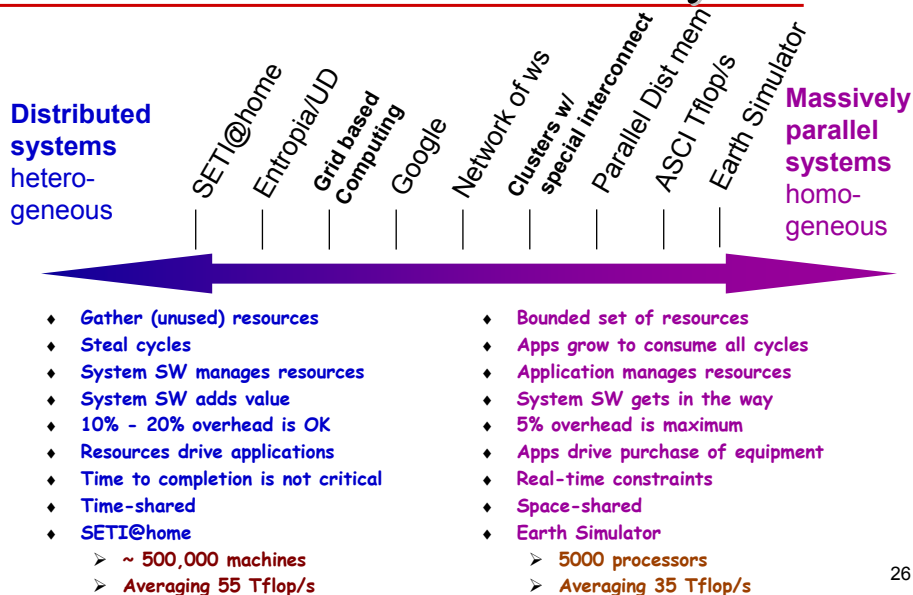 Distributed
systems
hetero-
geneous
SETI@home
Entropia/UD
Grid based
Computing
Google
Network of ws
Clusters w/
special interconnect
Parallel Dist mem
ASCI Tflop/s
Earth Simulator
Massively
parallel
systems
homo-
geneous
♦ Gather (unused) resources
♦ Steal cycles
♦ System SW manages resources
♦ System SW adds value
♦ 10% - 20% overhead is OK
♦ Resources drive applications
♦ Time to completion is not critical
♦ Time-shared
♦ SETI@home
➢ ~ 500,000 machines
➢ Averaging 55 Tflop/s
♦ Bounded set of resources
♦ Apps grow to consume all cycles
♦ Application manages resources
♦ System SW gets in the way
♦ 5% overhead is maximum
♦ Apps drive purchase of equipment
♦ Real-time constraints
♦ Space-shared
♦ Earth Simulator
➢ 5000 processors
➢ Averaging 35 Tflop/s
26